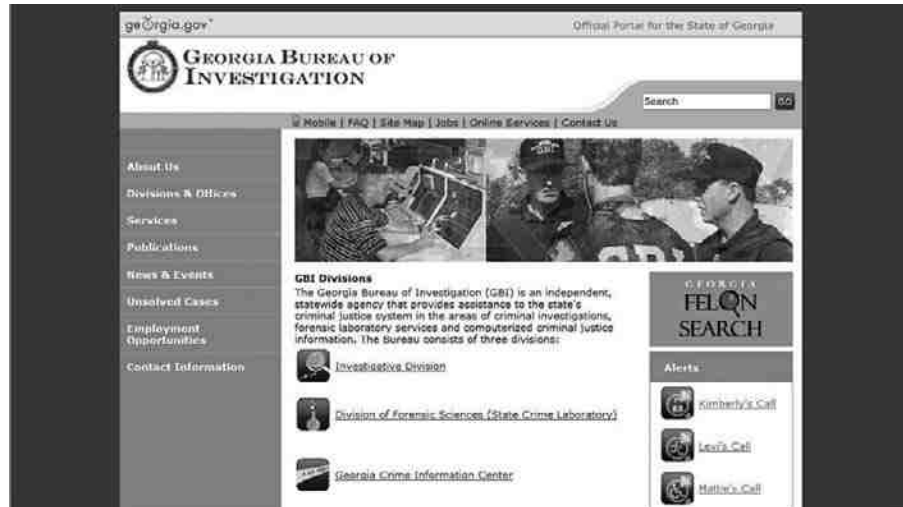 georgia.gov
Official Portal for the State of Georgia
GEORGIA BUREAU OF
INVESTIGATION
Search
GO
Mobile | FAQ | Site Map | Jobs | Online Services | Contact Us
About Us
Divisions & Offices
Services
Publications
News & Events
Unsolved Cases
Employment
Opportunities
Contact Information
GBI
GBI Divisions
The Georgia Bureau of Investigation (GBI) is an independent,
statewide agency that provides assistance to the state's
criminal justice system in the areas of criminal investigations,
forensic laboratory services and computerized criminal justice
information. The Bureau consists of three divisions:
Investigative Division
Division of Forensic Sciences (State Crime Laboratory)
Georgia Crime Information Center
GEORGIA
FELON
SEARCH
Alerts
Kimberly's Call
Levi's Call
Mattie's Call